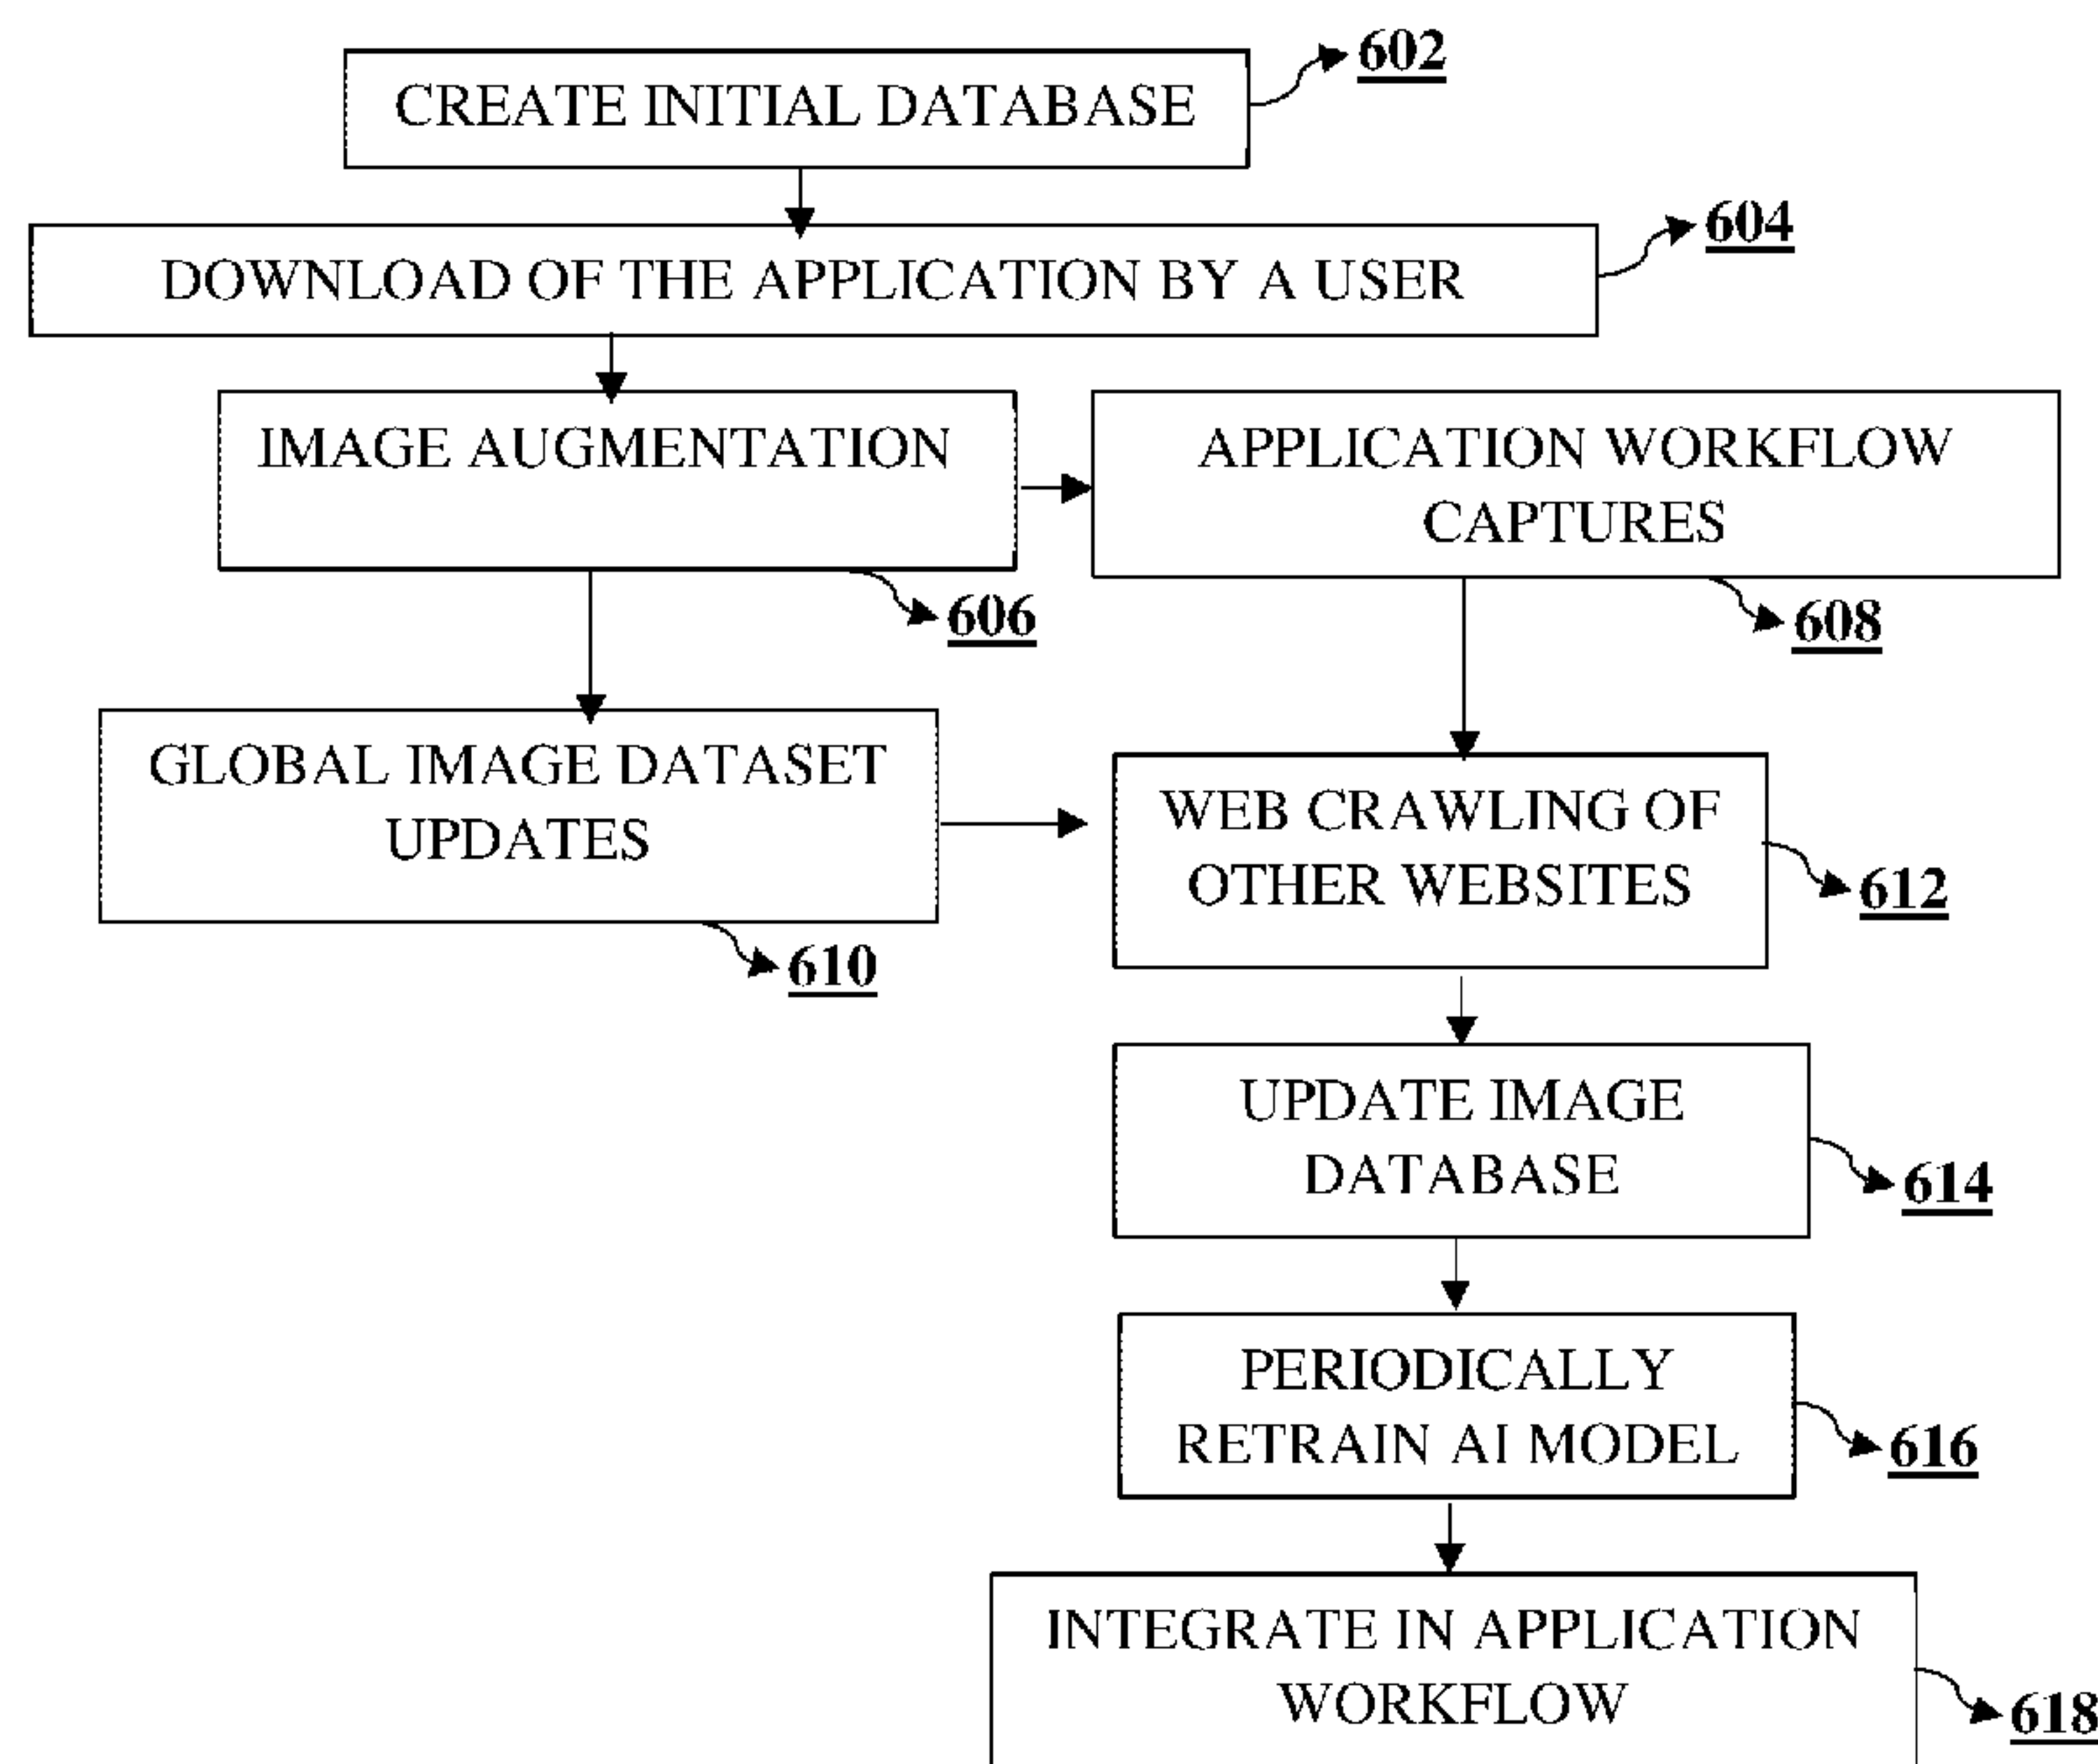 CREATE INITIAL DATABASE
602
DOWNLOAD OF THE APPLICATION BY A USER
604
IMAGE AUGMENTATION
606
APPLICATION WORKFLOW
CAPTURES
608
GLOBAL IMAGE DATASET
UPDATES
610
WEB CRAWLING OF
OTHER WEBSITES
612
UPDATE IMAGE
DATABASE
614
PERIODICALLY
RETRAIN AI MODEL
616
INTEGRATE IN APPLICATION
WORKFLOW
618